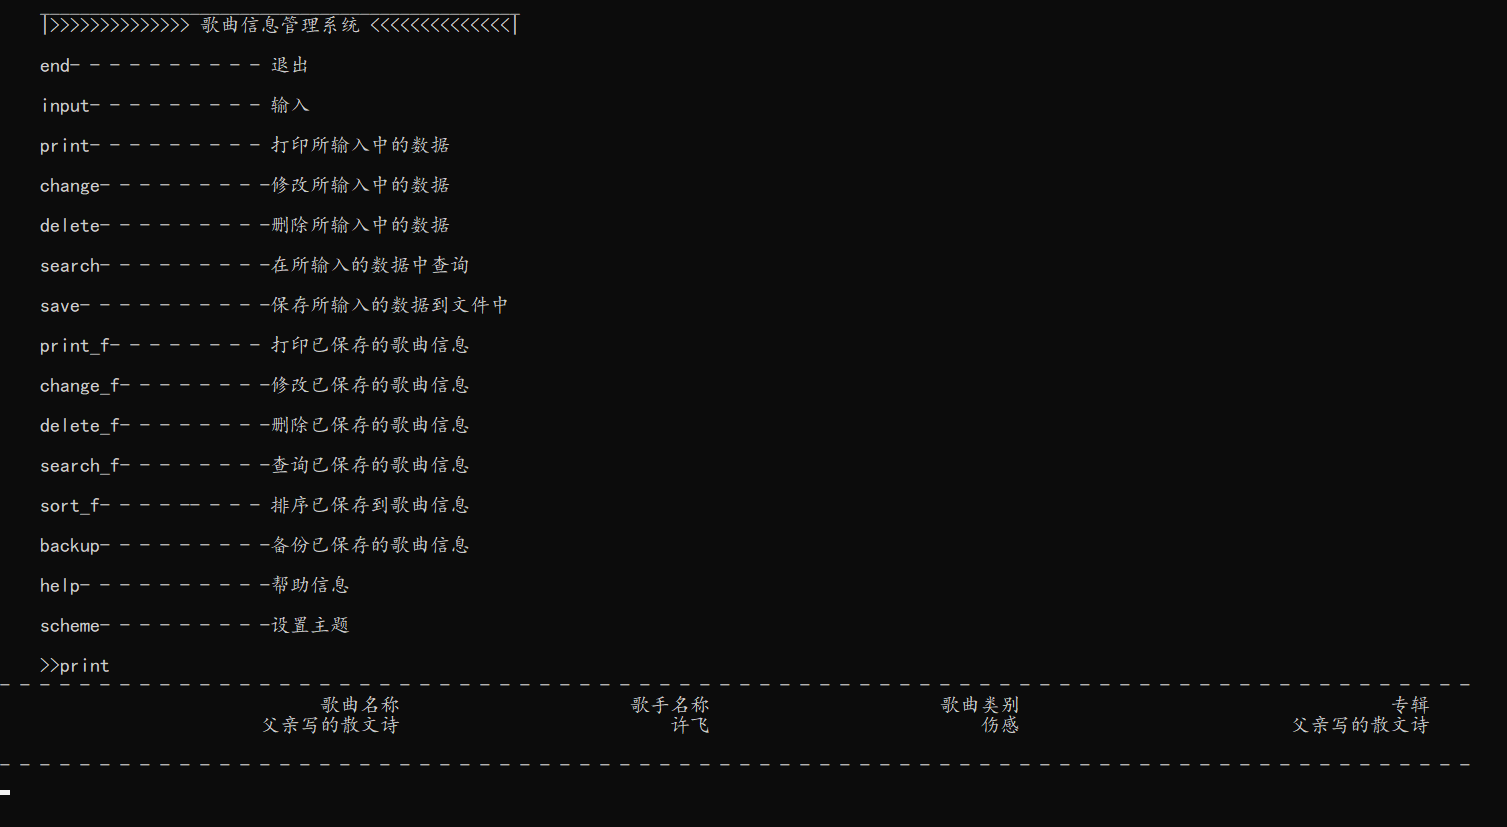 |>>>>>>>>>>>>>> 歌曲信息管理系统 <<<<<<<<<<<<<<|
end- - - - - - - - - - 退出
input- - - - - - - - - 输入
print- - - - - - - - - 打印所输入中的数据
change- - - - - - - - -修改所输入中的数据
delete- - - - - - - - -删除所输入中的数据
search- - - - - - - - -在所输入的数据中查询
save- - - - - - - - - -保存所输入的数据到文件中
print_f- - - - - - - - 打印已保存的歌曲信息
change_f- - - - - - - -修改已保存的歌曲信息
delete_f- - - - - - - -删除已保存的歌曲信息
search_f- - - - - - - -查询已保存的歌曲信息
sort_f- - - - -- - - - 排序已保存到歌曲信息
backup- - - - - - - - -备份已保存的歌曲信息
help- - - - - - - - - -帮助信息
scheme- - - - - - - - -设置主题
>>print
- - - - - - - - - - - - - - - - - - - - - - - - - - - - - - - - - - - - - - - - - - - - - - - - - - - - - - - - - - - - - - - - - - - - - - - - - -
歌曲名称 歌手名称 歌曲类别 专辑
父亲写的散文诗 许飞 伤感 父亲写的散文诗
- - - - - - - - - - - - - - - - - - - - - - - - - - - - - - - - - - - - - - - - - - - - - - - - - - - - - - - - - - - - - - - - - - - - - - - - - -